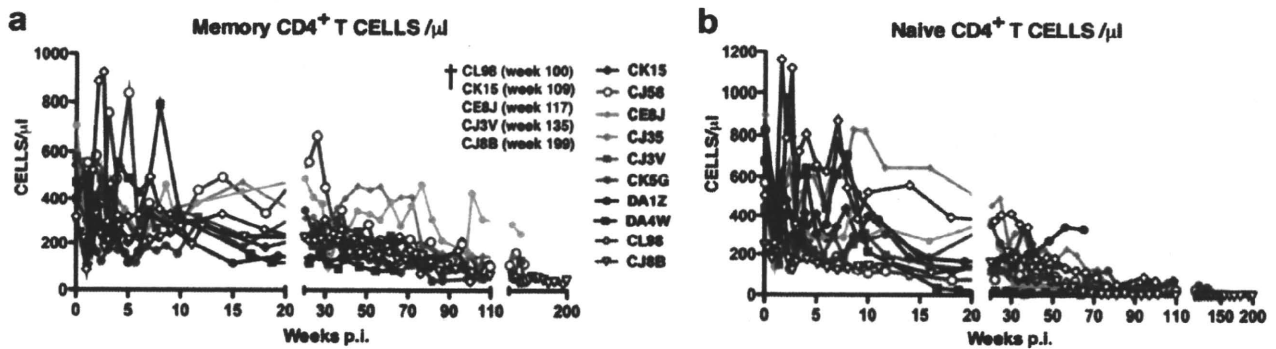 a
Memory CD4+ T CELLS /µl
1000
800
600
400
200
0
CELLS/µl
0
5
10
15
20
30
50
70
90
110
200
Weeks p.i.
† CL98 (week 100)
CK15 (week 109)
CE8J (week 117)
CJ3V (week 135)
CJ8B (week 199)
CK15
CJ58
CE8J
CJ35
CJ3V
CK5G
DA1Z
DA4W
CL98
CJ8B
b
Naive CD4+ T CELLS /µl
1200
1000
800
600
400
200
0
CELLS/µl
0
5
10
15
20
30
50
70
90
110
150
200
Weeks p.i.